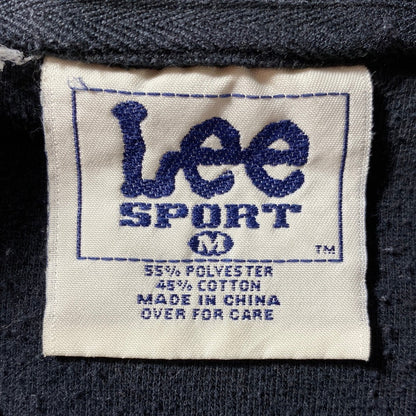 Lee
SPORT
M
TM
55% POLYESTER
45% COTTON
MADE IN CHINA
OVER FOR CARE